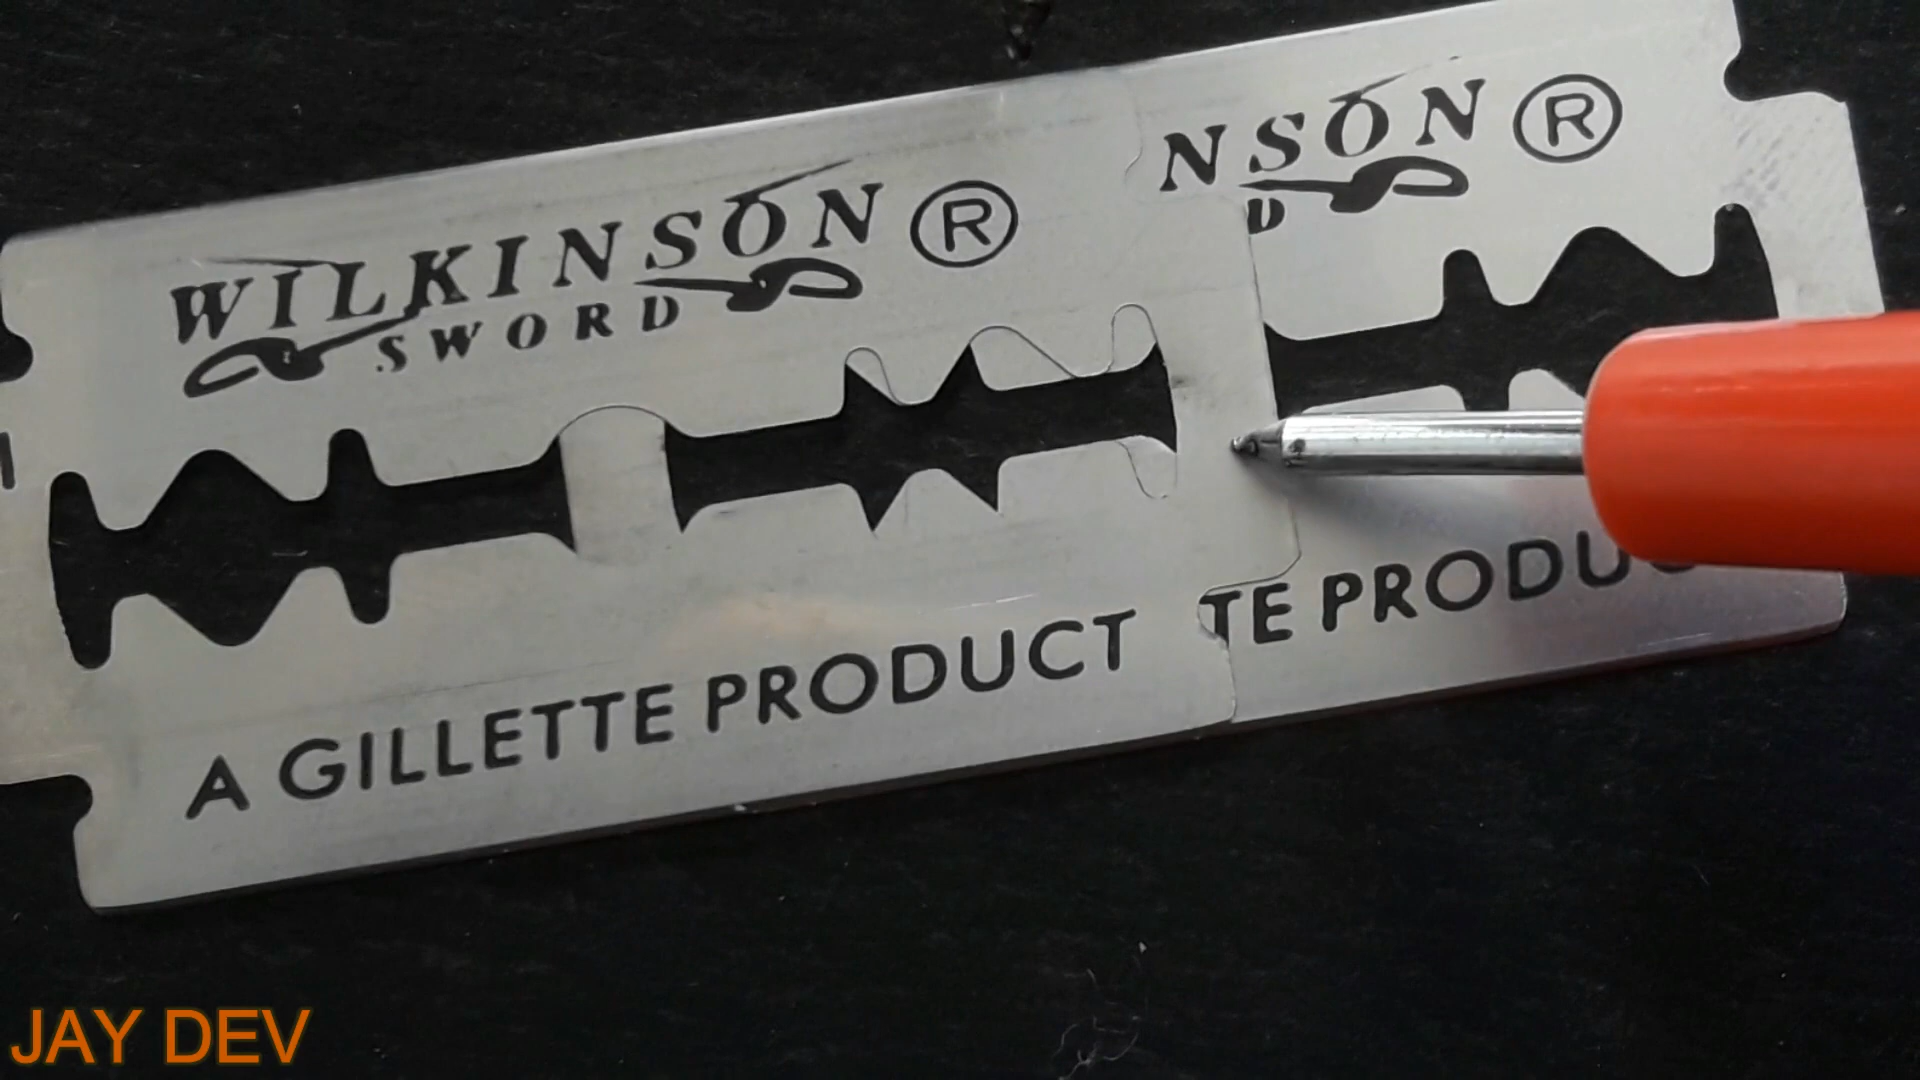 WILKINSON ®
SWORD
A GILLETTE PRODUCT
NSON ®
D
TE PRODU
JAY DEV